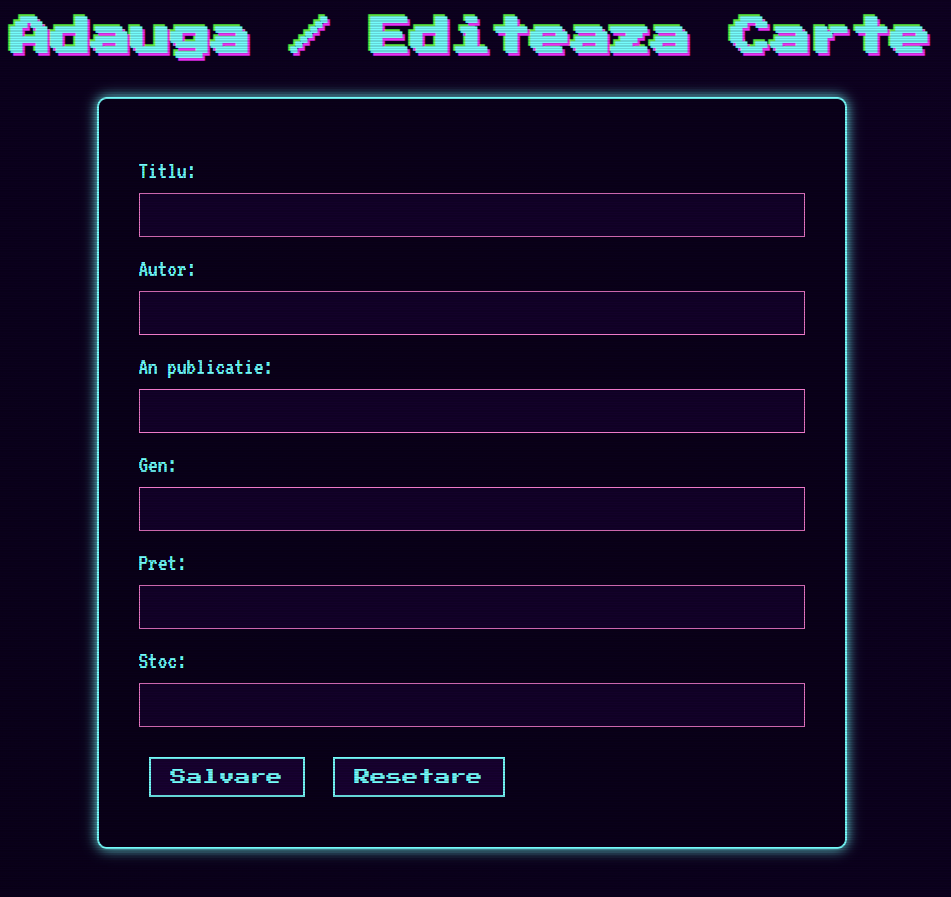 Adauga / Editeaza Carte
Titlu:
Autor:
An publicatie:
Gen:
Pret:
Stoc:
Salvare Resetare